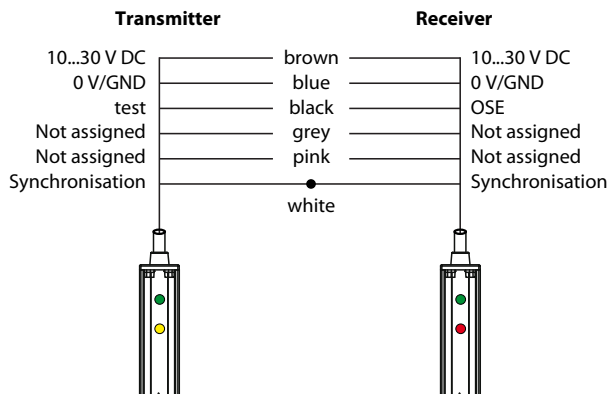 Transmitter Receiver
10...30 V DC brown 10...30 V DC
0 V/GND blue 0 V/GND
test black OSE
Not assigned grey Not assigned
Not assigned pink Not assigned
Synchronisation Synchronisation
white